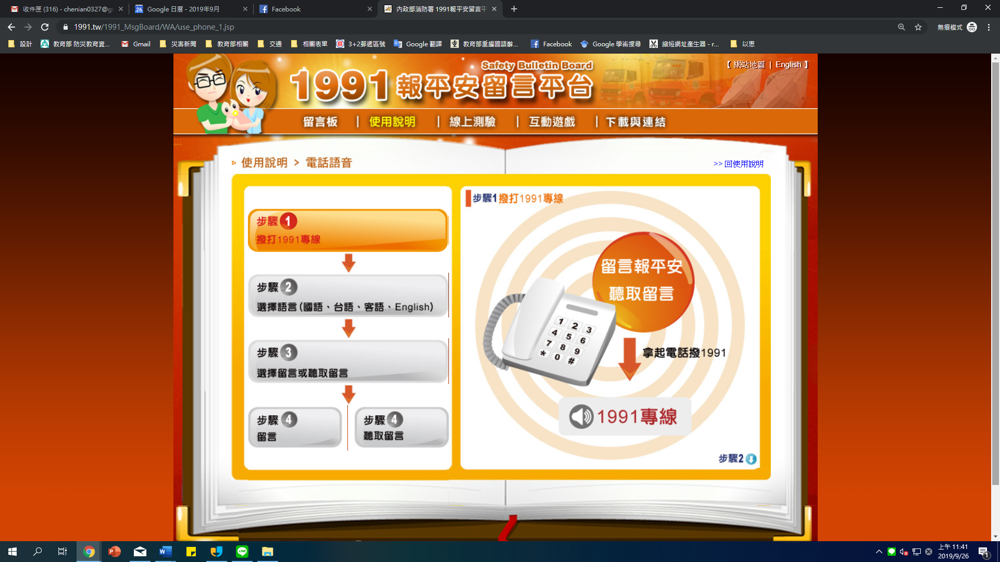 收件匣 (316) - chenian0327@gr
Google 日曆 - 2019年9月
Facebook
內政部消防署 1991報平安留言平
1991.tw/1991_MsgBoard/WA/use_phone_1.jsp
無痕模式
設計
教育部 防災教育資...
Gmail
災害新聞
教育部相關
交通
相關表單
3+2郵遞區號
Google 翻譯
教育部重編國語辭...
Facebook
Google 學術搜尋
縮短網址產生器 - r...
以恩
Safety Bulletin Board
1991 報平安留言平台
【 網站地圖 | English 】
留言板 | 使用說明 | 線上測驗 | 互動遊戲 | 下載與連結
:::
使用說明 > 電話語音
>> 回使用說明
步驟 1
撥打1991專線
步驟 2
選擇語言(國語、台語、客語、English)
步驟 3
選擇留言或聽取留言
步驟 4
留言
步驟 4
聽取留言
步驟1 撥打1991專線
留言報平安
聽取留言
1 2 3
4 5 6
7 8 9
* 0 #
拿起電話撥1991
1991專線
步驟2
上午 11:41
2019/9/26
1